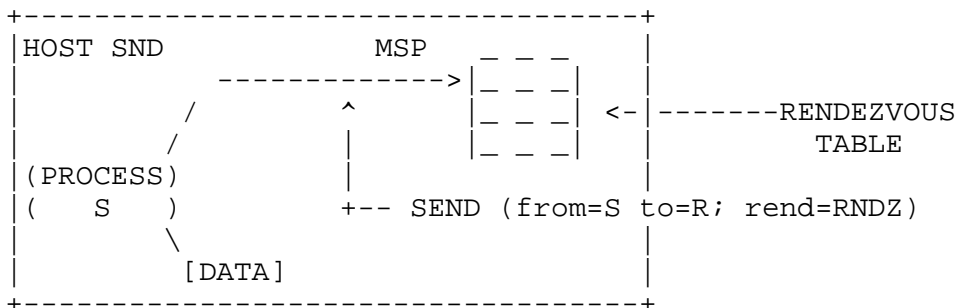 +-------------------------------------+
|HOST SND            MSP     _ _ _    |
|           ------------->|_ _ _|    |
|          /        ^      |_ _ _| <-|-------RENDEZVOUS
|         /         |      |_ _ _|    |        TABLE
|(PROCESS)          |                 |
|(   S   )          +-- SEND (from=S to=R; rend=RNDZ)
|         \                           |
|          [DATA]                     |
+-------------------------------------+